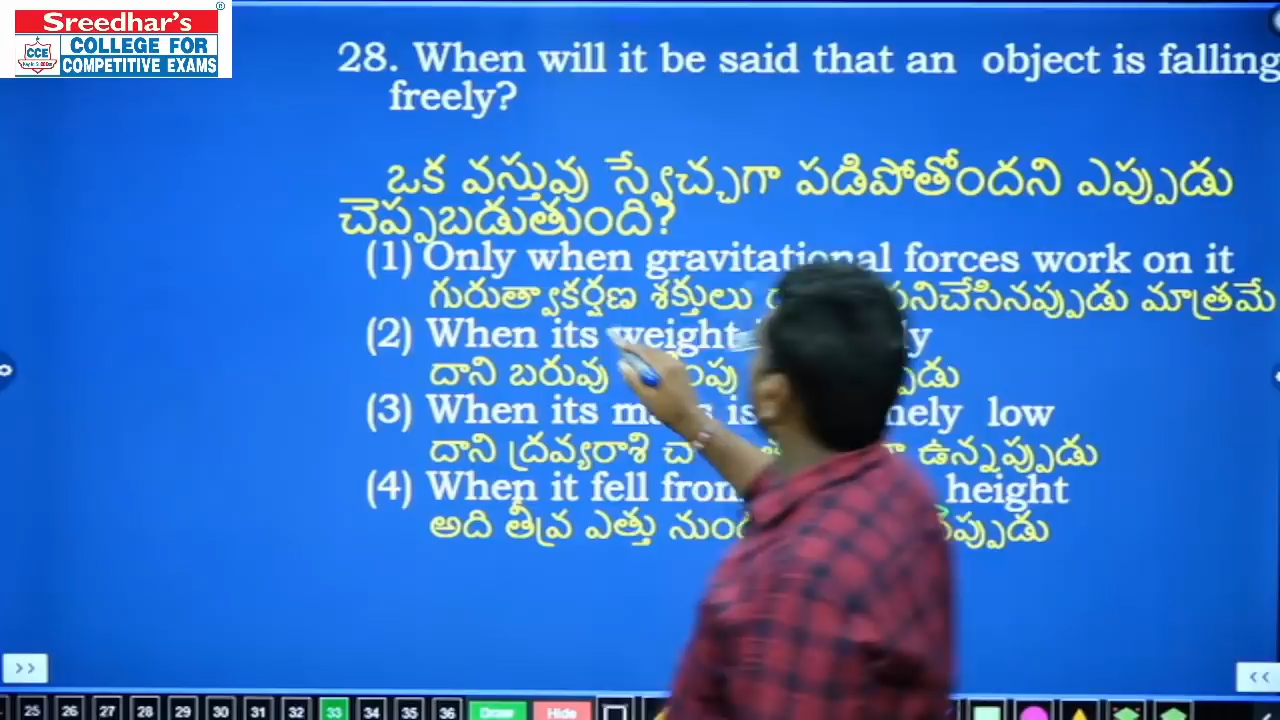 Sreedhar's
CCE
COLLEGE FOR
COMPETITIVE EXAMS
28. When will it be said that an object is falling
freely?
ఒక వస్తువు స్వేచ్చగా పడిపోతోందని ఎప్పుడు
చెప్పబడుతుంది?
(1) Only when gravitational forces work on it
గురుత్వాకర్షణ శక్తులు మాత్రమే
(2) When its weight
దాని బరువు
(3) When its is low
దాని ద్రవ్యరాశి ఉన్నప్పుడు
(4) When it fell from height
అది తీవ్ర ఎత్తు
>>
<<
25 26 27 28 29 30 31 32 33 34 35 36 Draw Hide